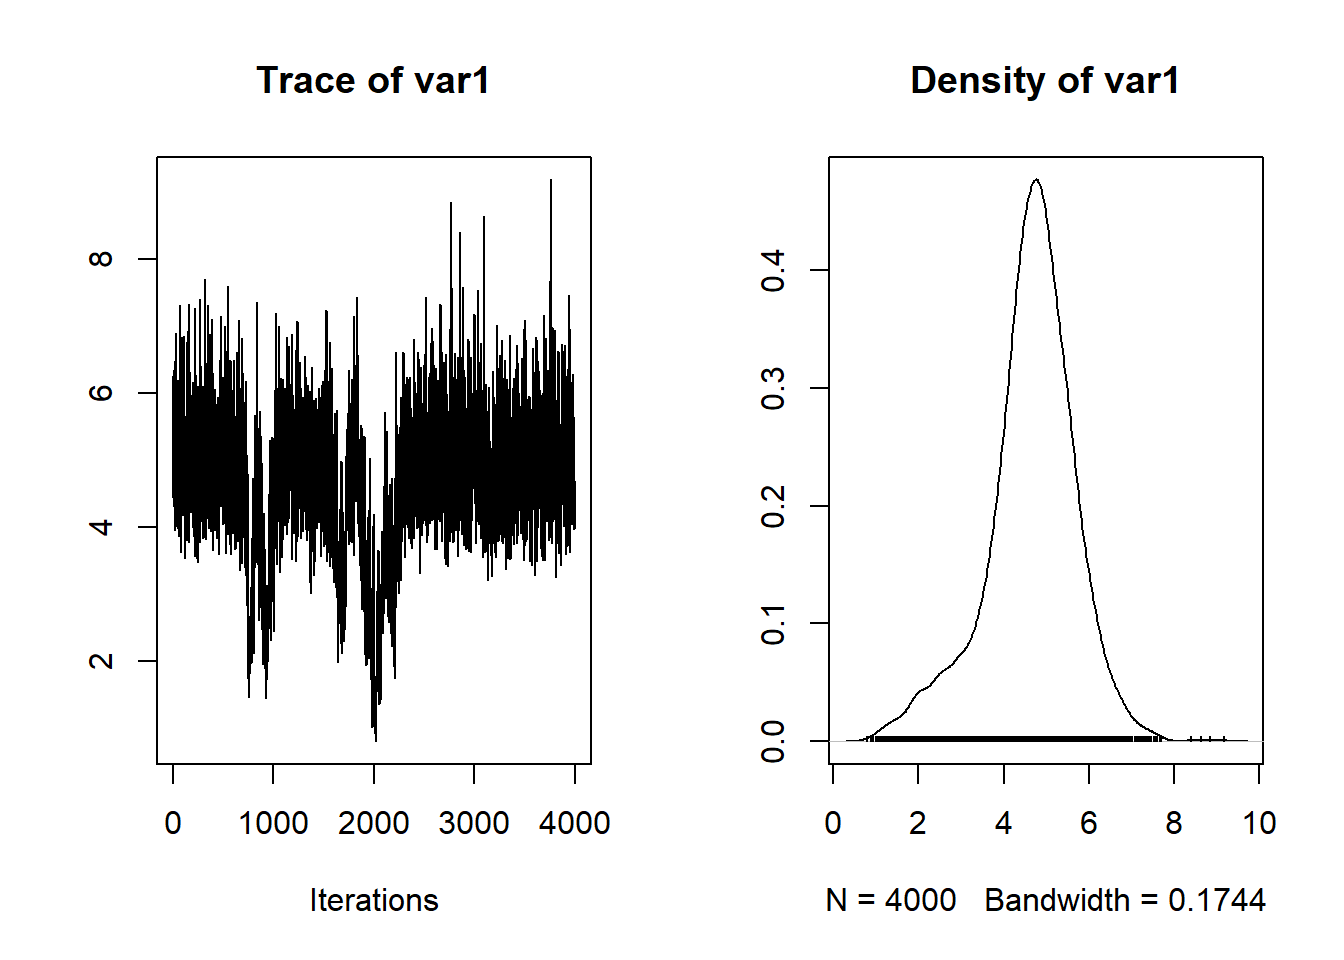 Trace of var1
8
6
4
2
0 1000 2000 3000 4000
Iterations
Density of var1
0.4
0.3
0.2
0.1
0.0
0 2 4 6 8 10
N = 4000 Bandwidth = 0.1744